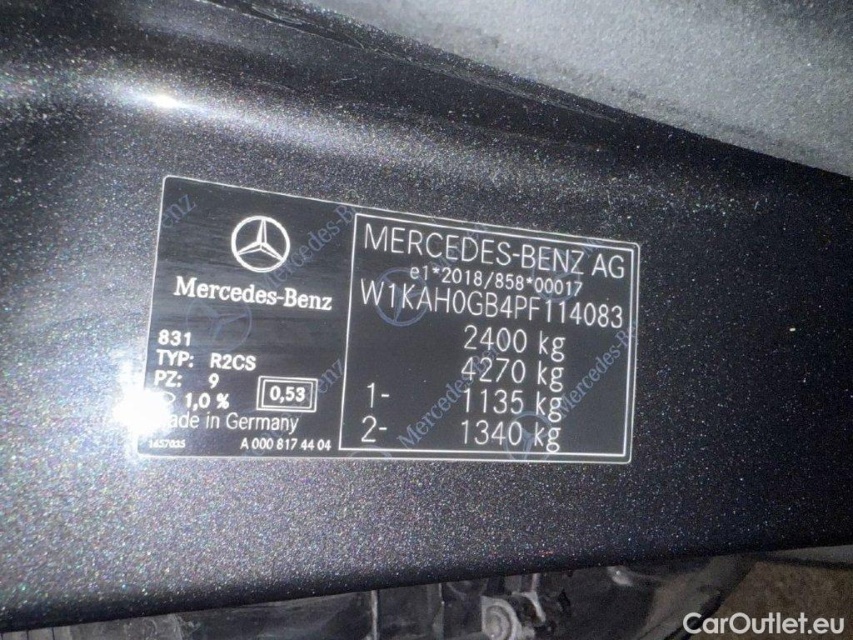 Mercedes-Benz
831
TYP: R2CS
PZ: 9
1,0 %
0,53
Made in Germany
A 000 817 44 04
MERCEDES-BENZ AG
e1*2018/858*00017
W1KAH0GB4PF114083
2400 kg
4270 kg
1- 1135 kg
2- 1340 kg
CarOutlet.eu